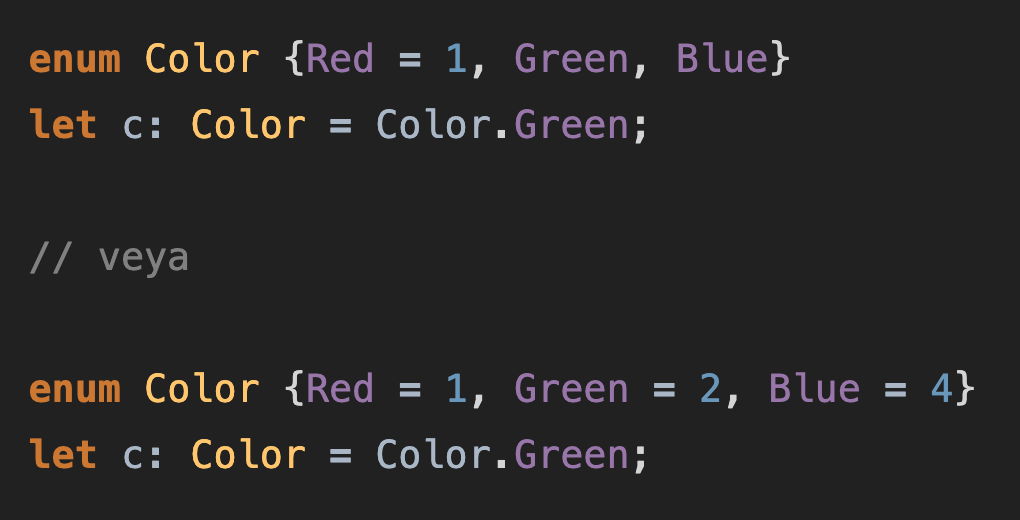 enum Color {Red = 1, Green, Blue}
let c: Color = Color.Green;
// veya
enum Color {Red = 1, Green = 2, Blue = 4}
let c: Color = Color.Green;